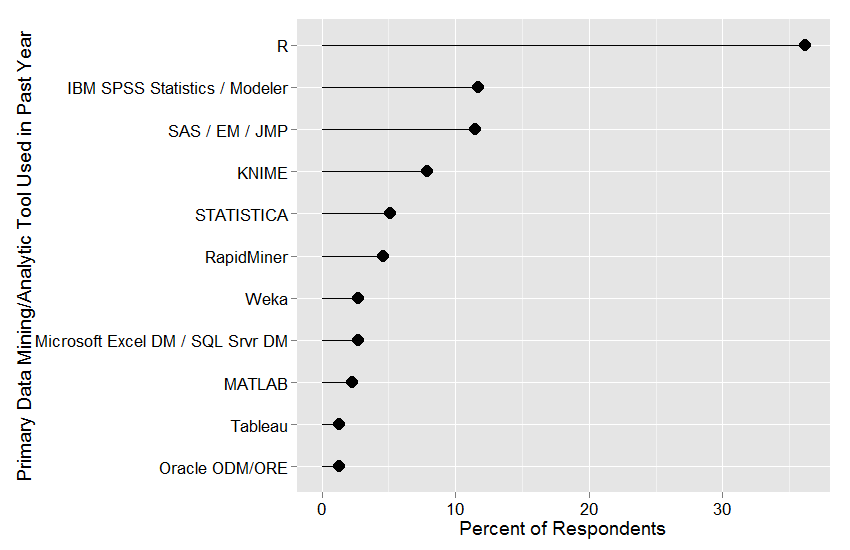 Primary Data Mining/Analytic Tool Used in Past Year
R
IBM SPSS Statistics / Modeler
SAS / EM / JMP
KNIME
STATISTICA
RapidMiner
Weka
Microsoft Excel DM / SQL Srvr DM
MATLAB
Tableau
Oracle ODM/ORE
0 10 20 30
Percent of Respondents